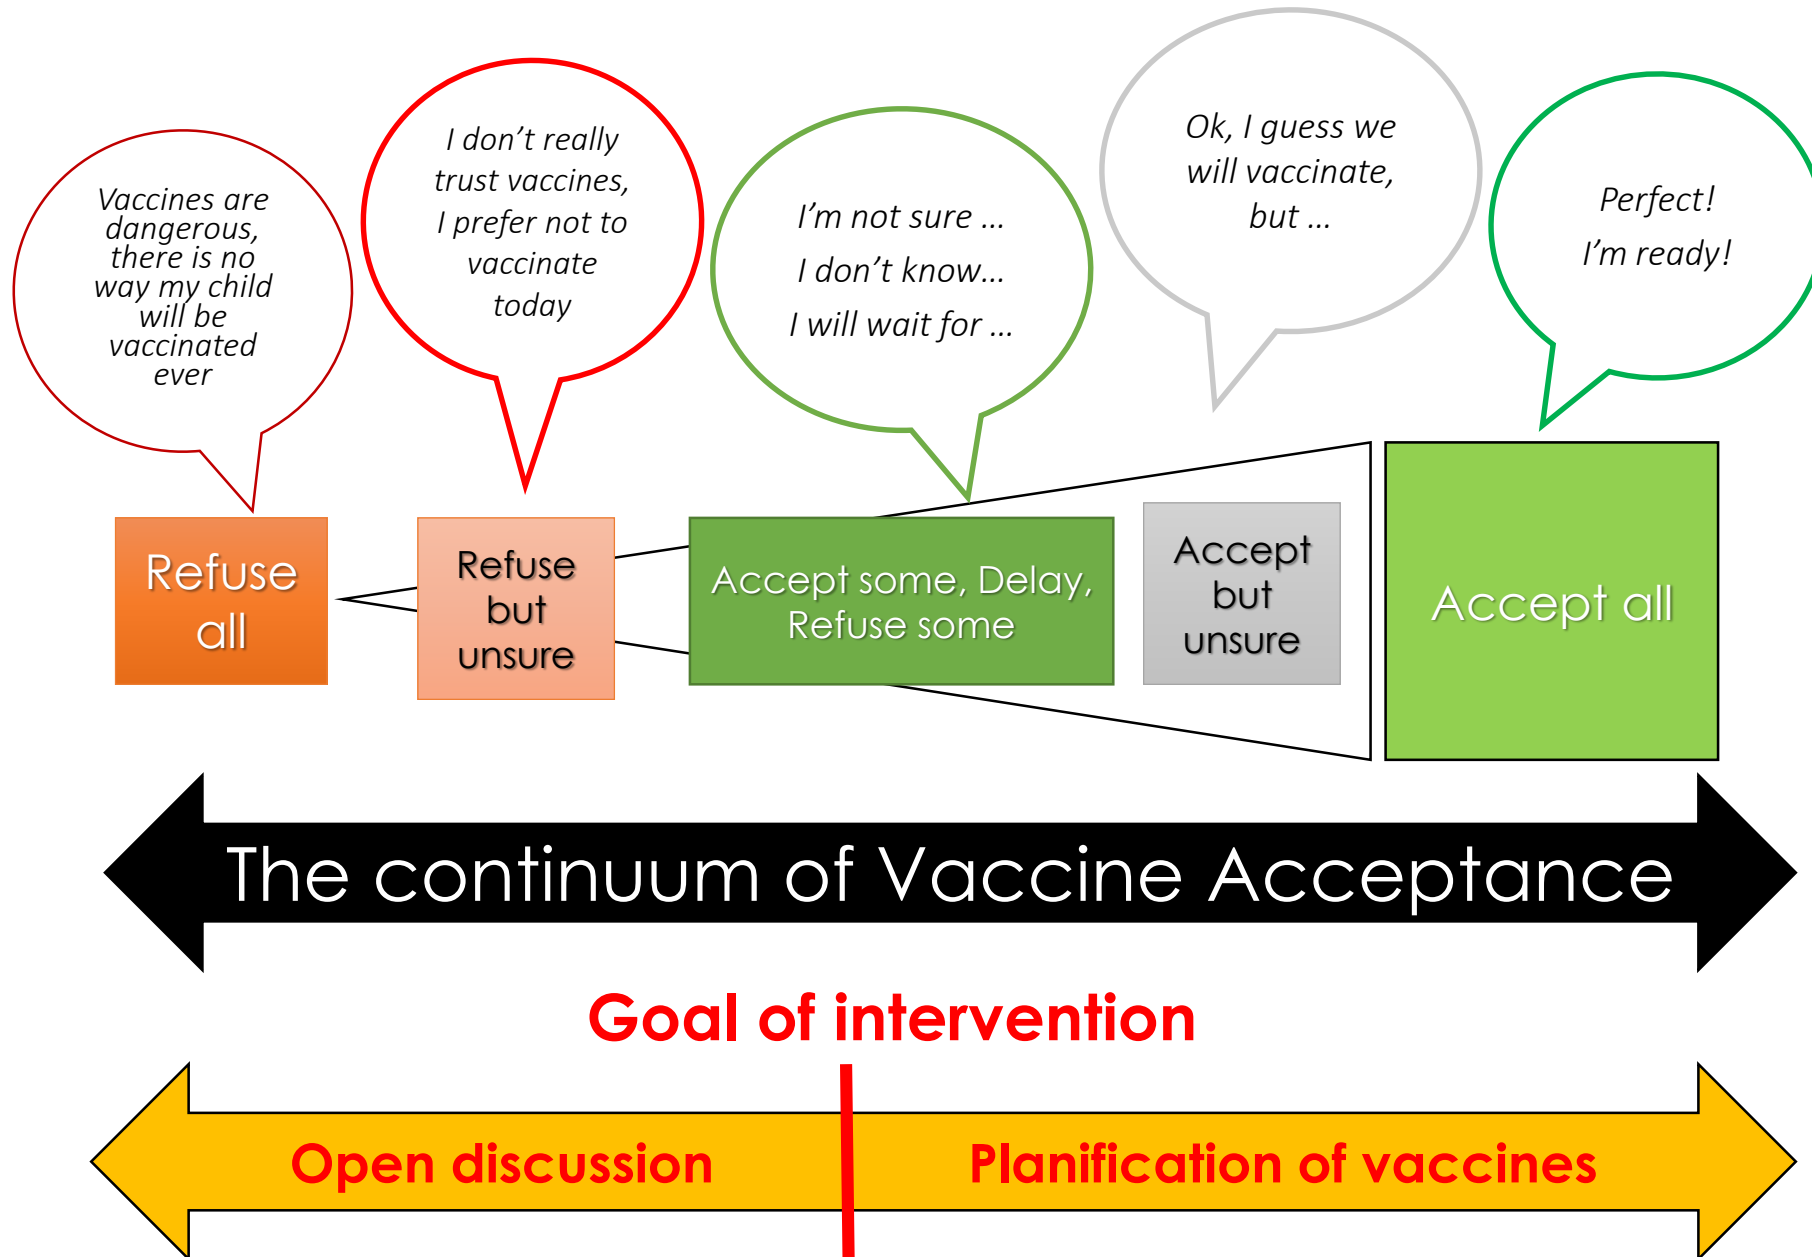 Vaccines are
dangerous,
there is no
way my child
will be
vaccinated
ever
I don’t really
trust vaccines,
I prefer not to
vaccinate
today
I’m not sure ...
I don’t know...
I will wait for ...
Ok, I guess we
will vaccinate,
but ...
Perfect!
I’m ready!
Refuse
all
Refuse
but
unsure
Accept some, Delay,
Refuse some
Accept
but
unsure
Accept all
The continuum of Vaccine Acceptance
Goal of intervention
Open discussion
Planification of vaccines